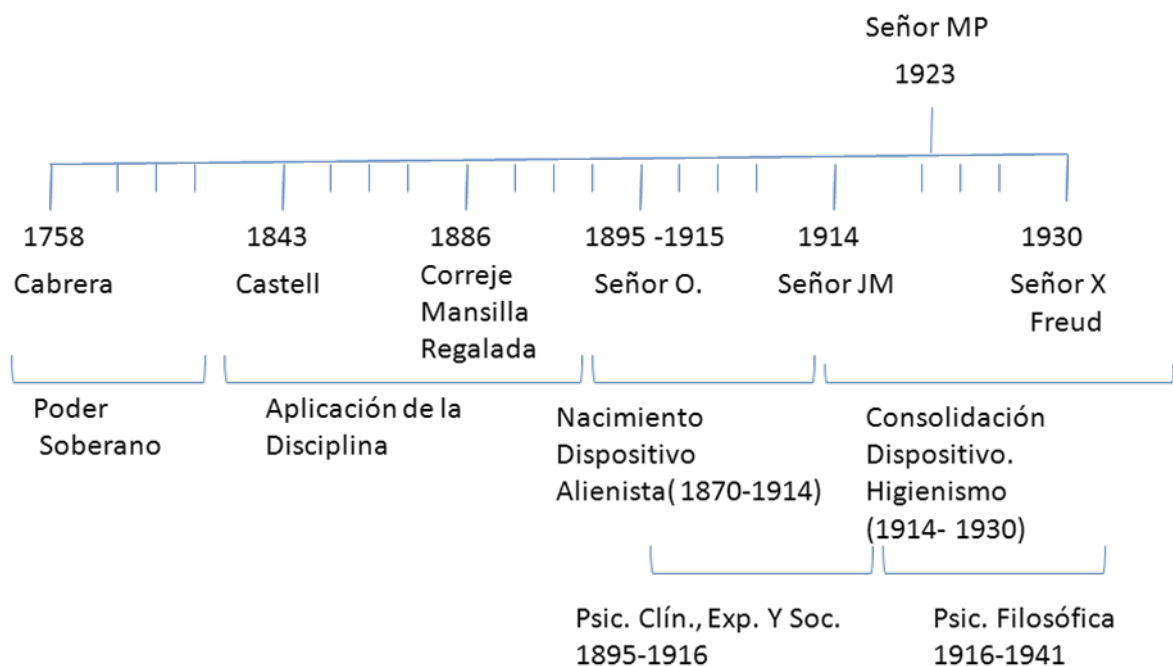 Señor MP
1923
1758
Cabrera
1843
Castell
1886
Correje
Mansilla
Regalada
1895 -1915
Señor O.
1914
Señor JM
1930
Señor X
Freud
Poder
Soberano
Aplicación de la
Disciplina
Nacimiento
Dispositivo
Alienista( 1870-1914)
Consolidación
Dispositivo.
Higienismo
(1914- 1930)
Psic. Clín., Exp. Y Soc.
1895-1916
Psic. Filosófica
1916-1941